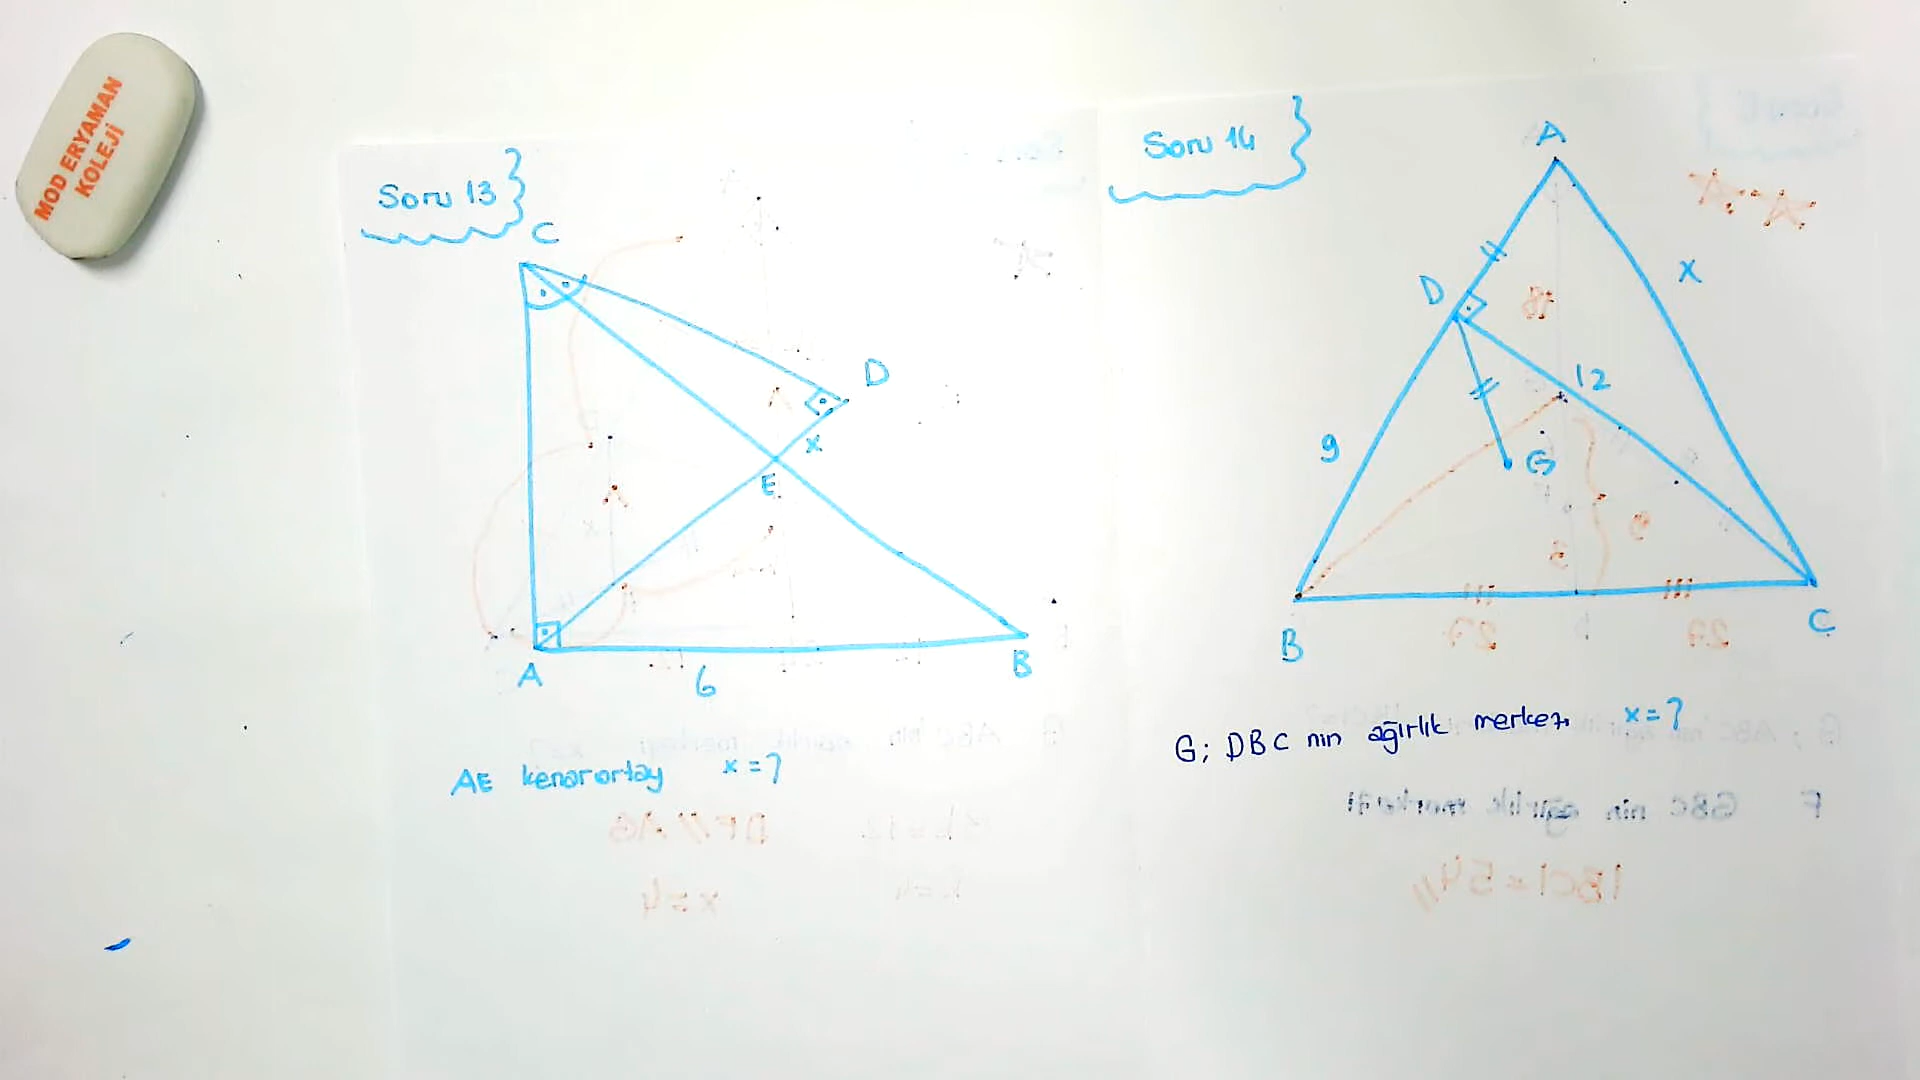 MOD ERYAMAN
KOLEJİ
Soru 13
C
D
x
E
A
6
B
AE kenarortay x=?
Soru 14
A
D
x
12
9
G
B
C
G; DBC nin ağırlık merkezi x=?